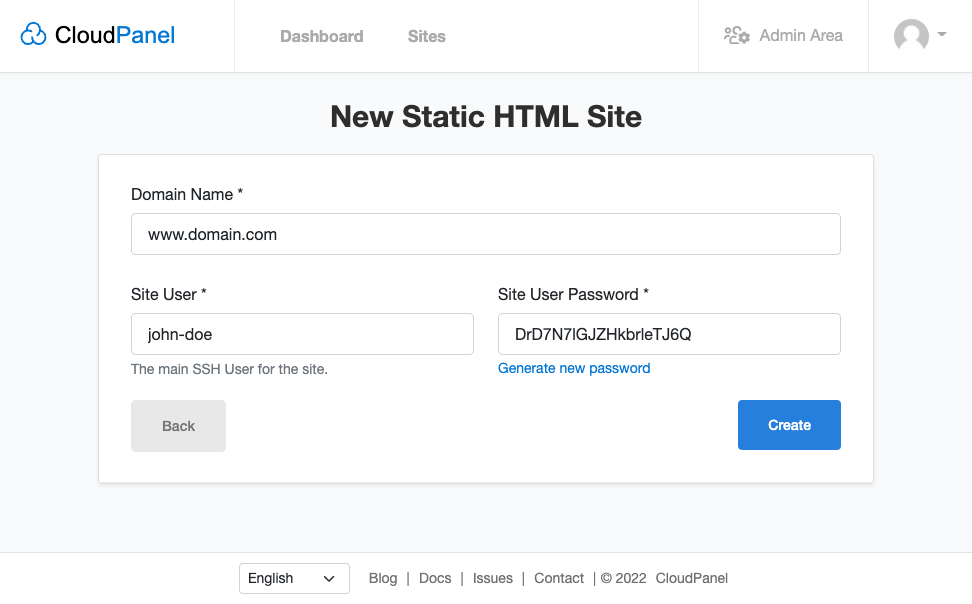 CloudPanel
Dashboard
Sites
Admin Area
New Static HTML Site
Domain Name *
www.domain.com
Site User *
Site User Password *
john-doe
DrD7N7lGJZHkbrleTJ6Q
The main SSH User for the site.
Generate new password
Back
Create
English
Blog | Docs | Issues | Contact | © 2022 CloudPanel